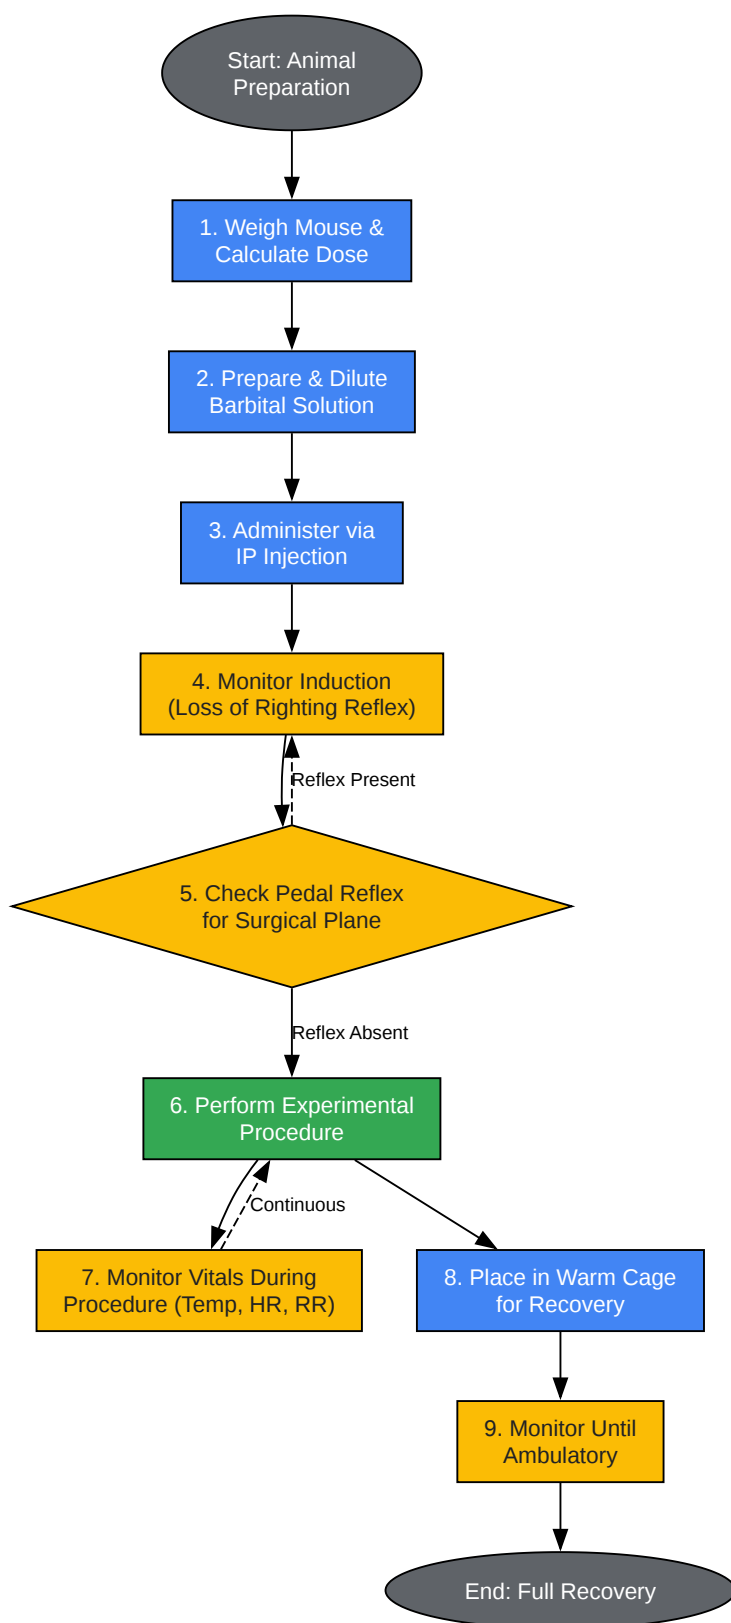 Start: Animal
Preparation
1. Weigh Mouse &
Calculate Dose
2. Prepare & Dilute
Barbital Solution
3. Administer via
IP Injection
4. Monitor Induction
(Loss of Righting Reflex)
Reflex Present
5. Check Pedal Reflex
for Surgical Plane
Reflex Absent
6. Perform Experimental
Procedure
Continuous
7. Monitor Vitals During
Procedure (Temp, HR, RR)
8. Place in Warm Cage
for Recovery
9. Monitor Until
Ambulatory
End: Full Recovery